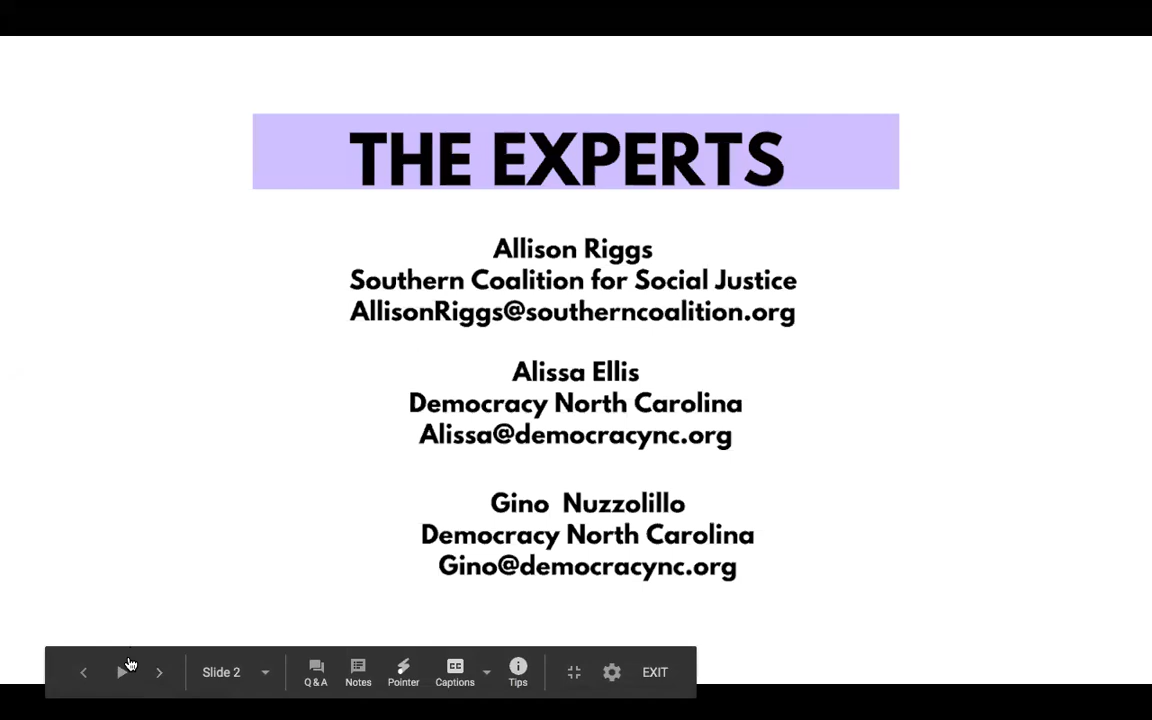 THE EXPERTS
Allison Riggs
Southern Coalition for Social Justice
AllisonRiggs@southerncoalition.org
Alissa Ellis
Democracy North Carolina
Alissa@democracync.org
Gino Nuzzolillo
Democracy North Carolina
Gino@democracync.org
Slide 2
Q&A
Notes
Pointer
CC
Captions
Tips
EXIT